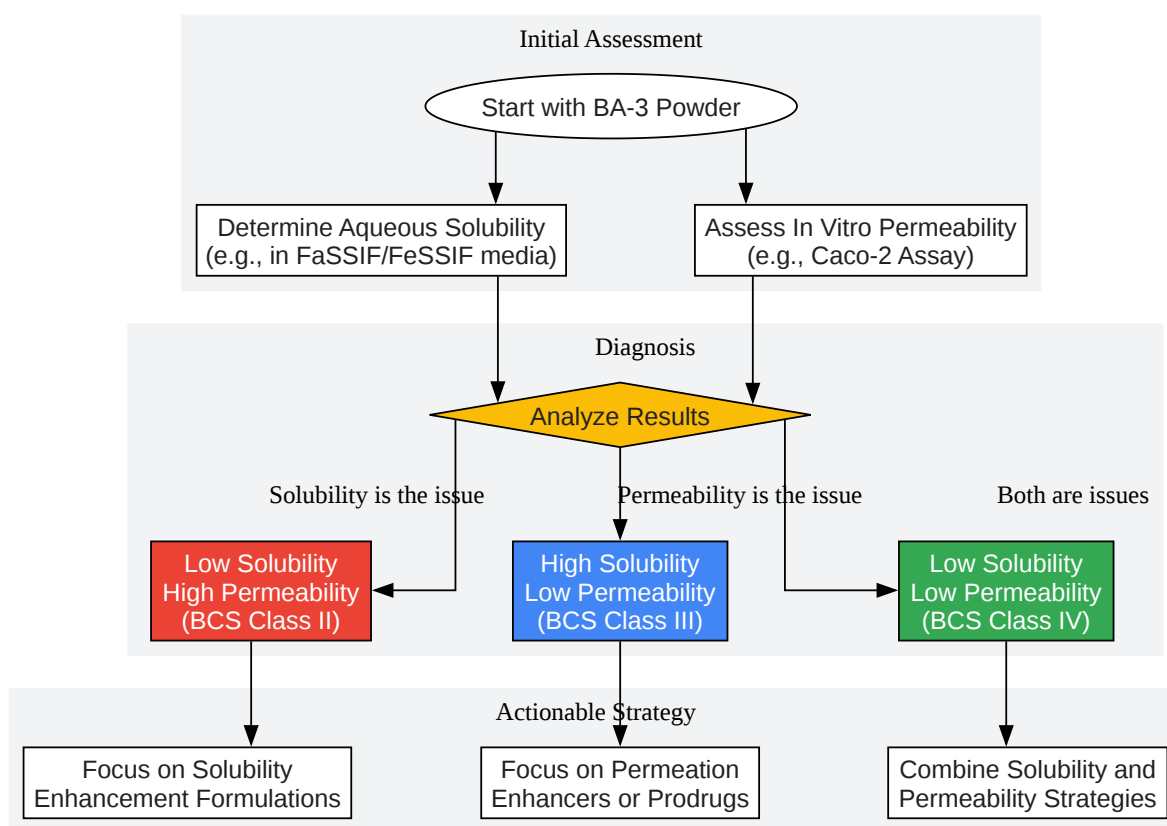 Initial Assessment
Start with BA-3 Powder
Determine Aqueous Solubility
(e.g., in FaSSIF/FeSSIF media)
Assess In Vitro Permeability
(e.g., Caco-2 Assay)
Diagnosis
Analyze Results
Solubility is the issue
Permeability is the issue
Both are issues
Low Solubility
High Permeability
(BCS Class II)
High Solubility
Low Permeability
(BCS Class III)
Low Solubility
Low Permeability
(BCS Class IV)
Actionable Strategy
Focus on Solubility
Enhancement Formulations
Focus on Permeation
Enhancers or Prodrugs
Combine Solubility and
Permeability Strategies